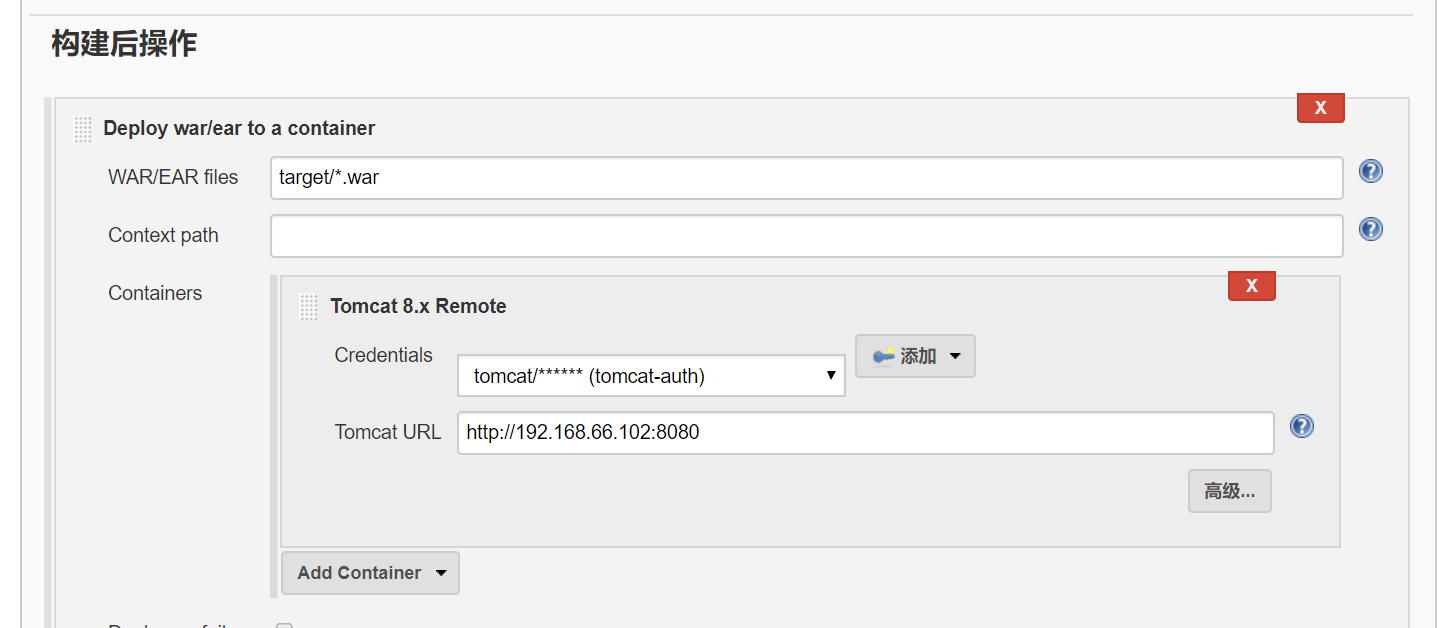 构建后操作
X
Deploy war/ear to a container
WAR/EAR files target/*.war
Context path
Containers
X
Tomcat 8.x Remote
Credentials tomcat/****** (tomcat-auth) 添加
Tomcat URL http://192.168.66.102:8080
高级...
Add Container